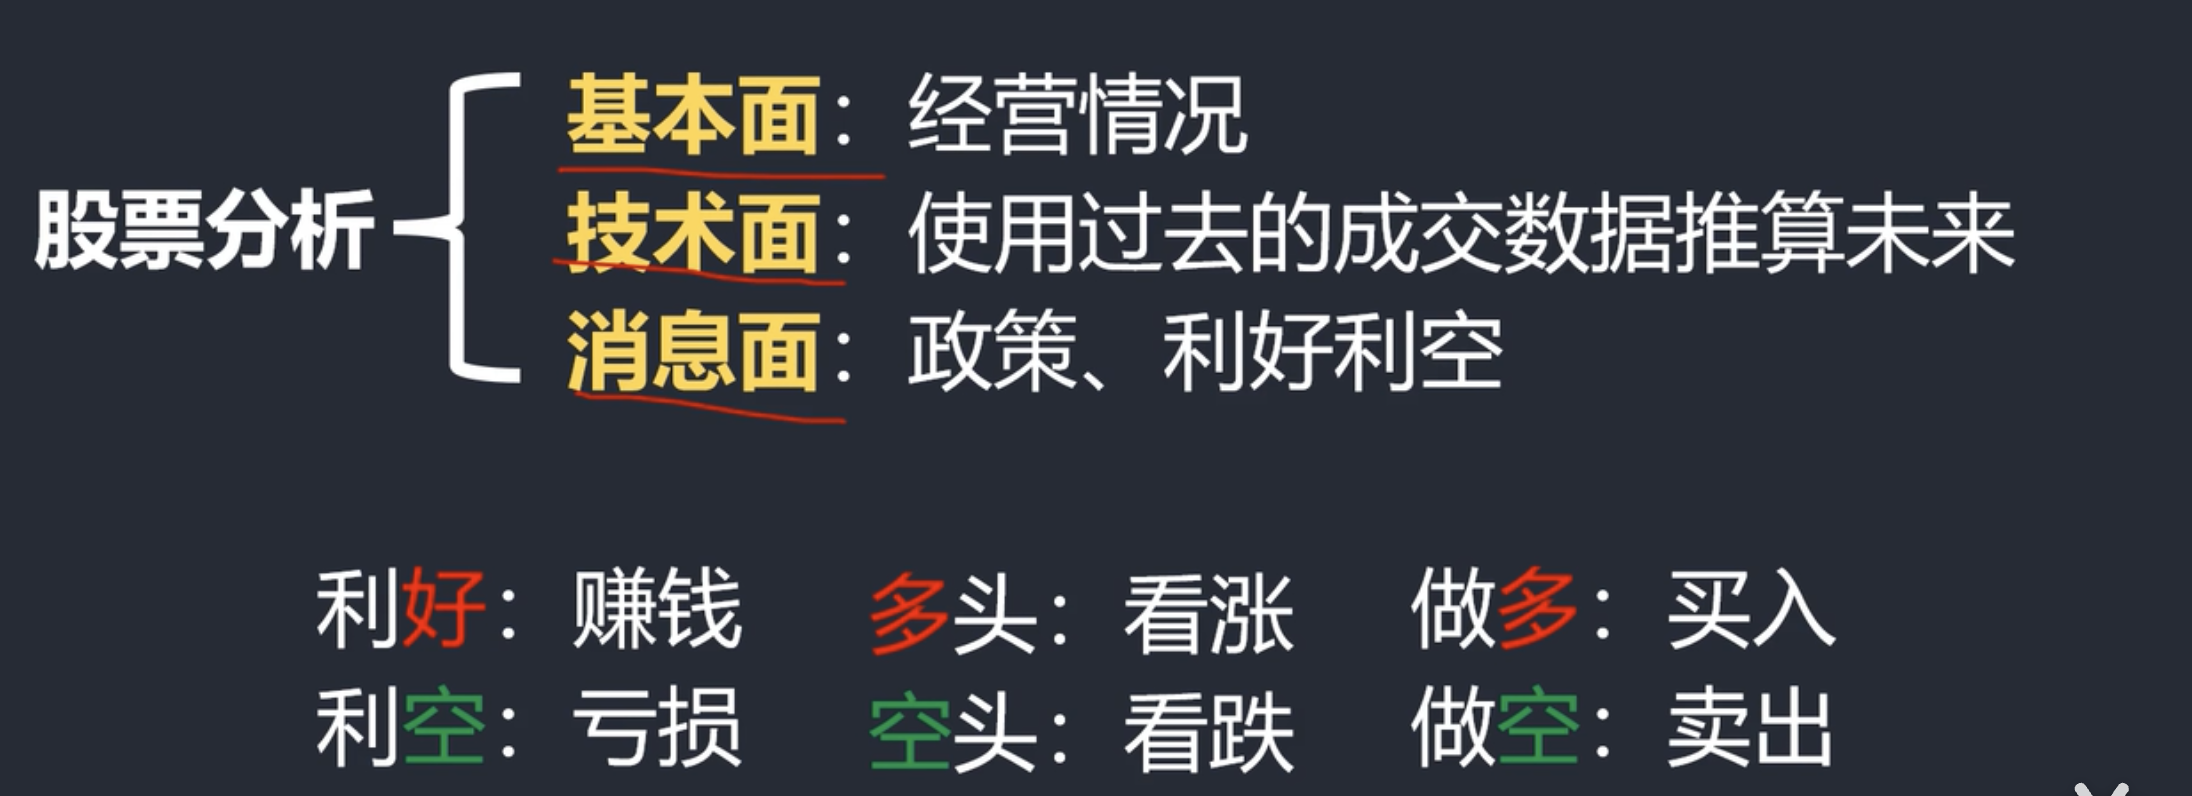 股票分析
基本面：经营情况
技术面：使用过去的成交数据推算未来
消息面：政策、利好利空
利好：赚钱 多头：看涨 做多：买入
利空：亏损 空头：看跌 做空：卖出